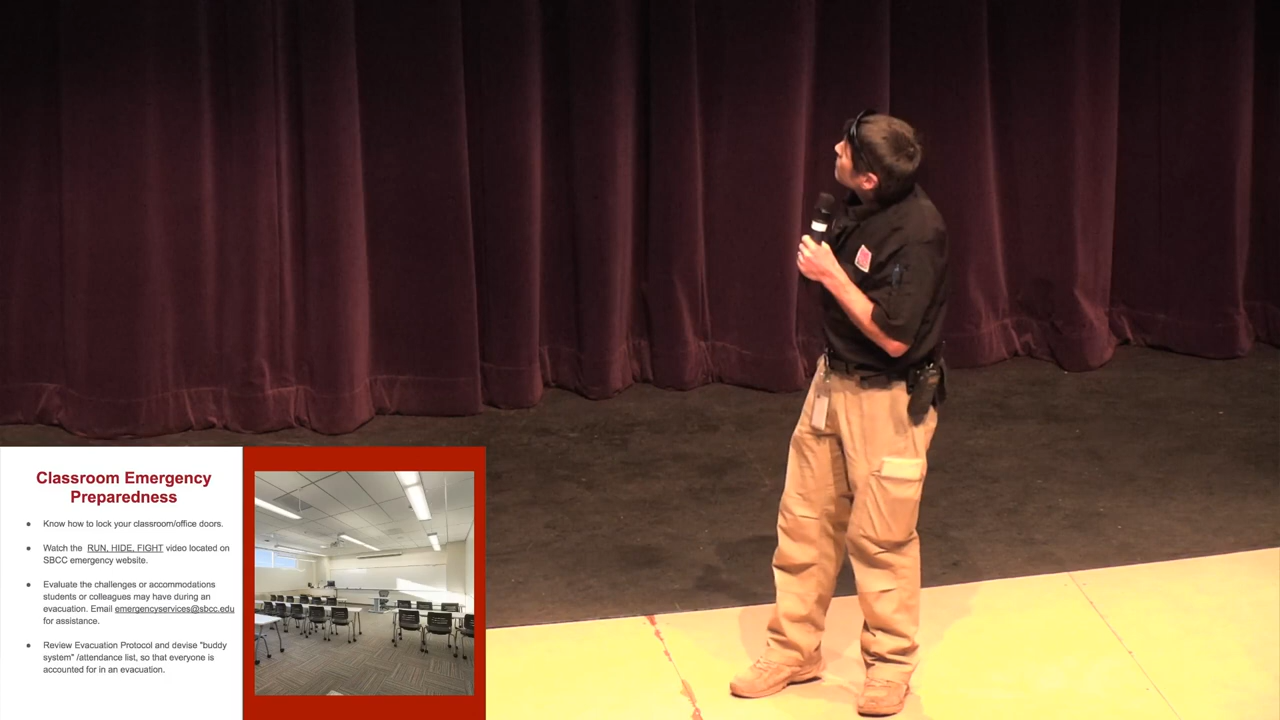 Classroom Emergency
Preparedness
● Know how to lock your classroom/office doors.
● Watch the RUN, HIDE, FIGHT video located on
SBCC emergency website.
● Evaluate the challenges or accommodations
students or colleagues may have during an
evacuation. Email emergencyservices@sbcc.edu
for assistance.
● Review Evacuation Protocol and devise "buddy
system" /attendance list, so that everyone is
accounted for in an evacuation.